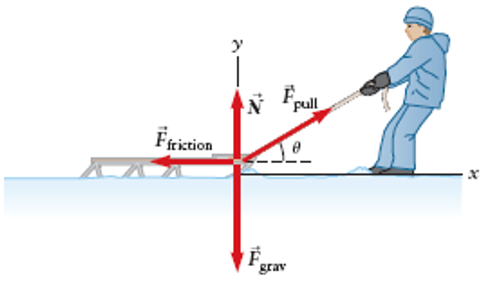 y
N⃗
F⃗pull
F⃗friction
θ
x
F⃗grav